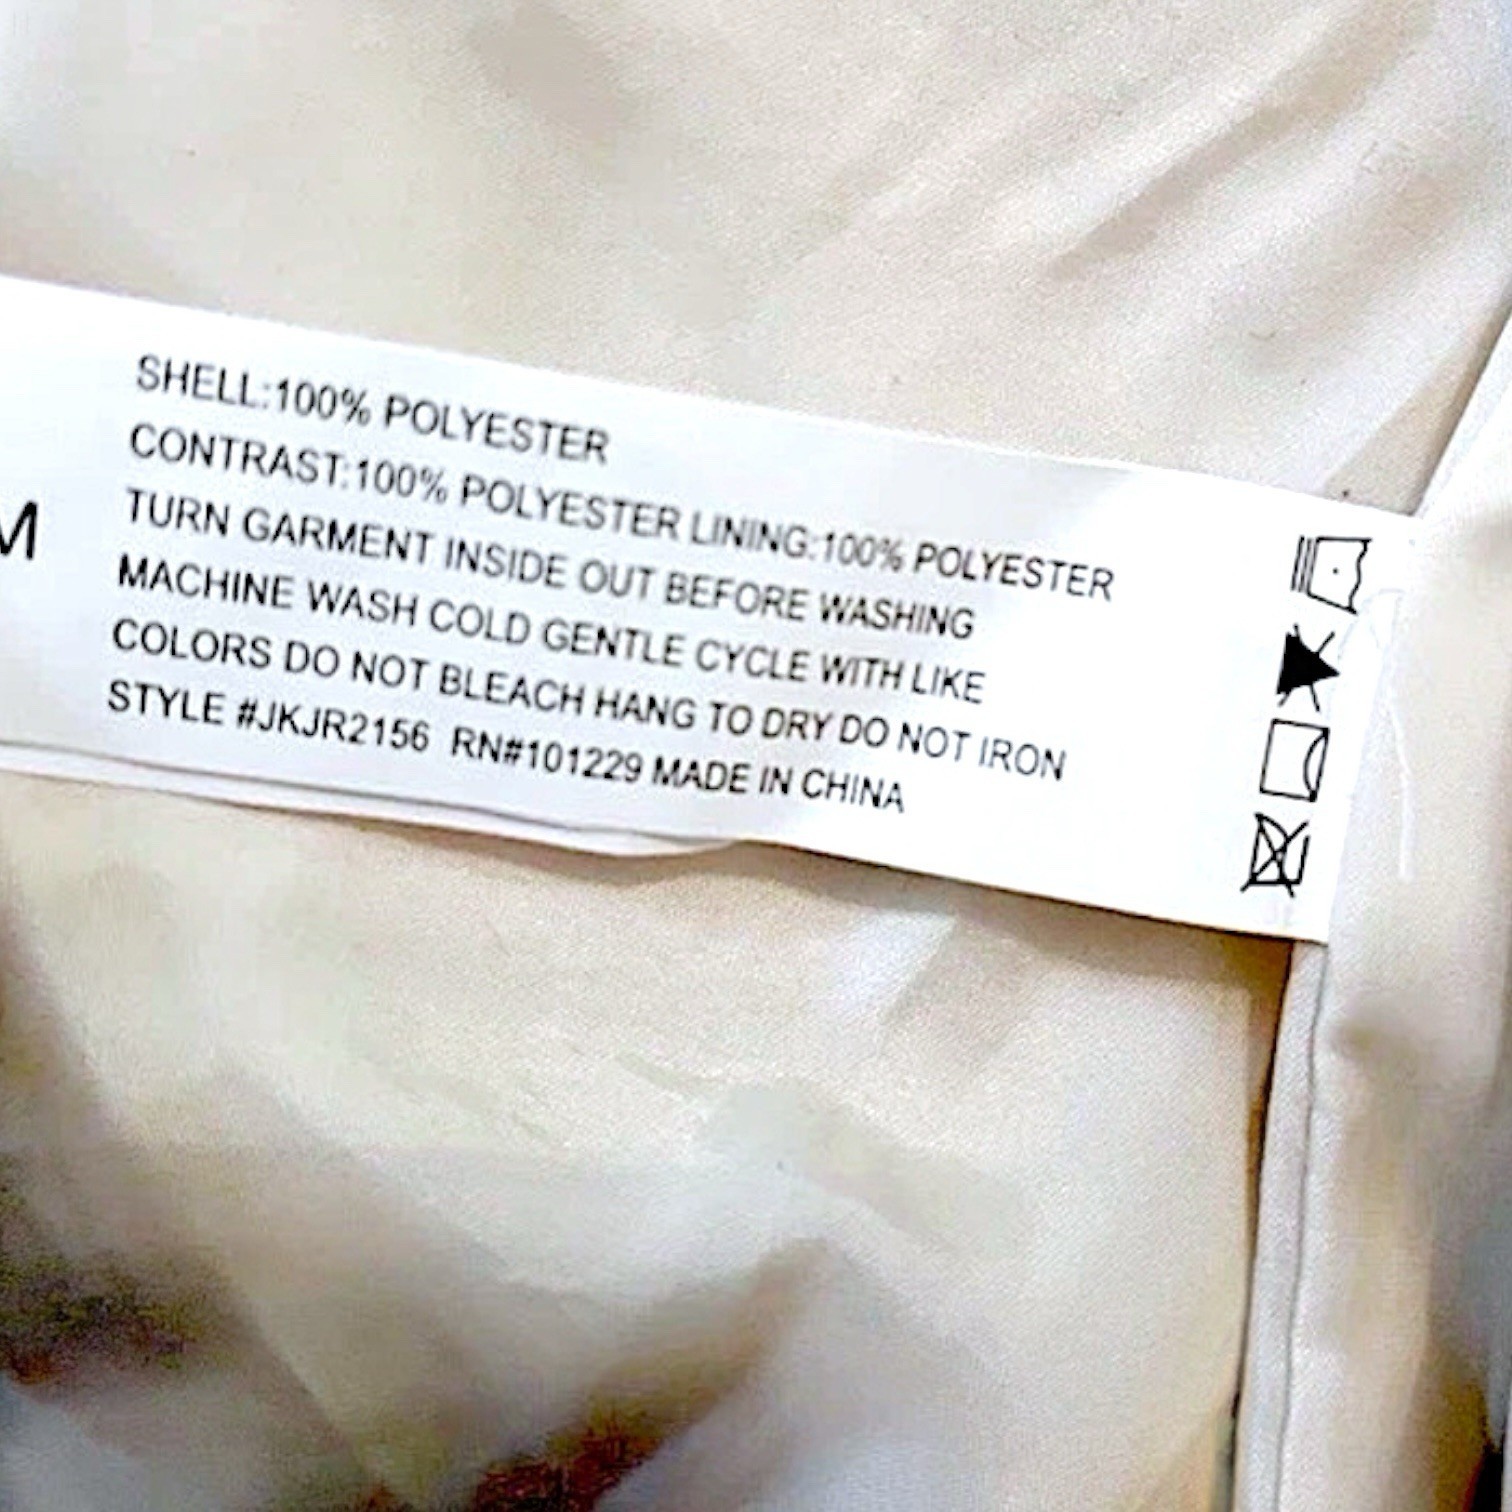 M
SHELL:100% POLYESTER
CONTRAST:100% POLYESTER LINING:100% POLYESTER
TURN GARMENT INSIDE OUT BEFORE WASHING
MACHINE WASH COLD GENTLE CYCLE WITH LIKE
COLORS DO NOT BLEACH HANG TO DRY DO NOT IRON
STYLE #JKJR2156 RN#101229 MADE IN CHINA